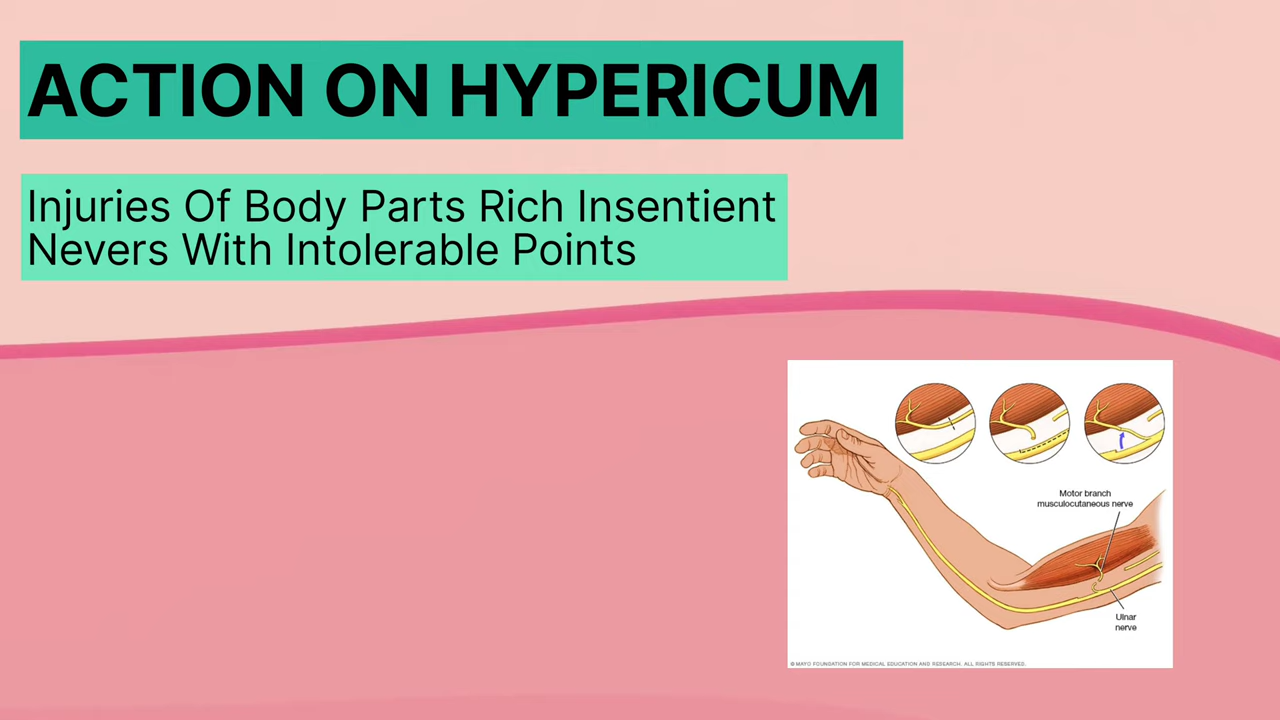 ACTION ON HYPERICUM
Injuries Of Body Parts Rich Insentient
Nevers With Intolerable Points
Motor branch
musculocutaneous nerve
Ulnar
nerve
© MAYO FOUNDATION FOR MEDICAL EDUCATION AND RESEARCH. ALL RIGHTS RESERVED.